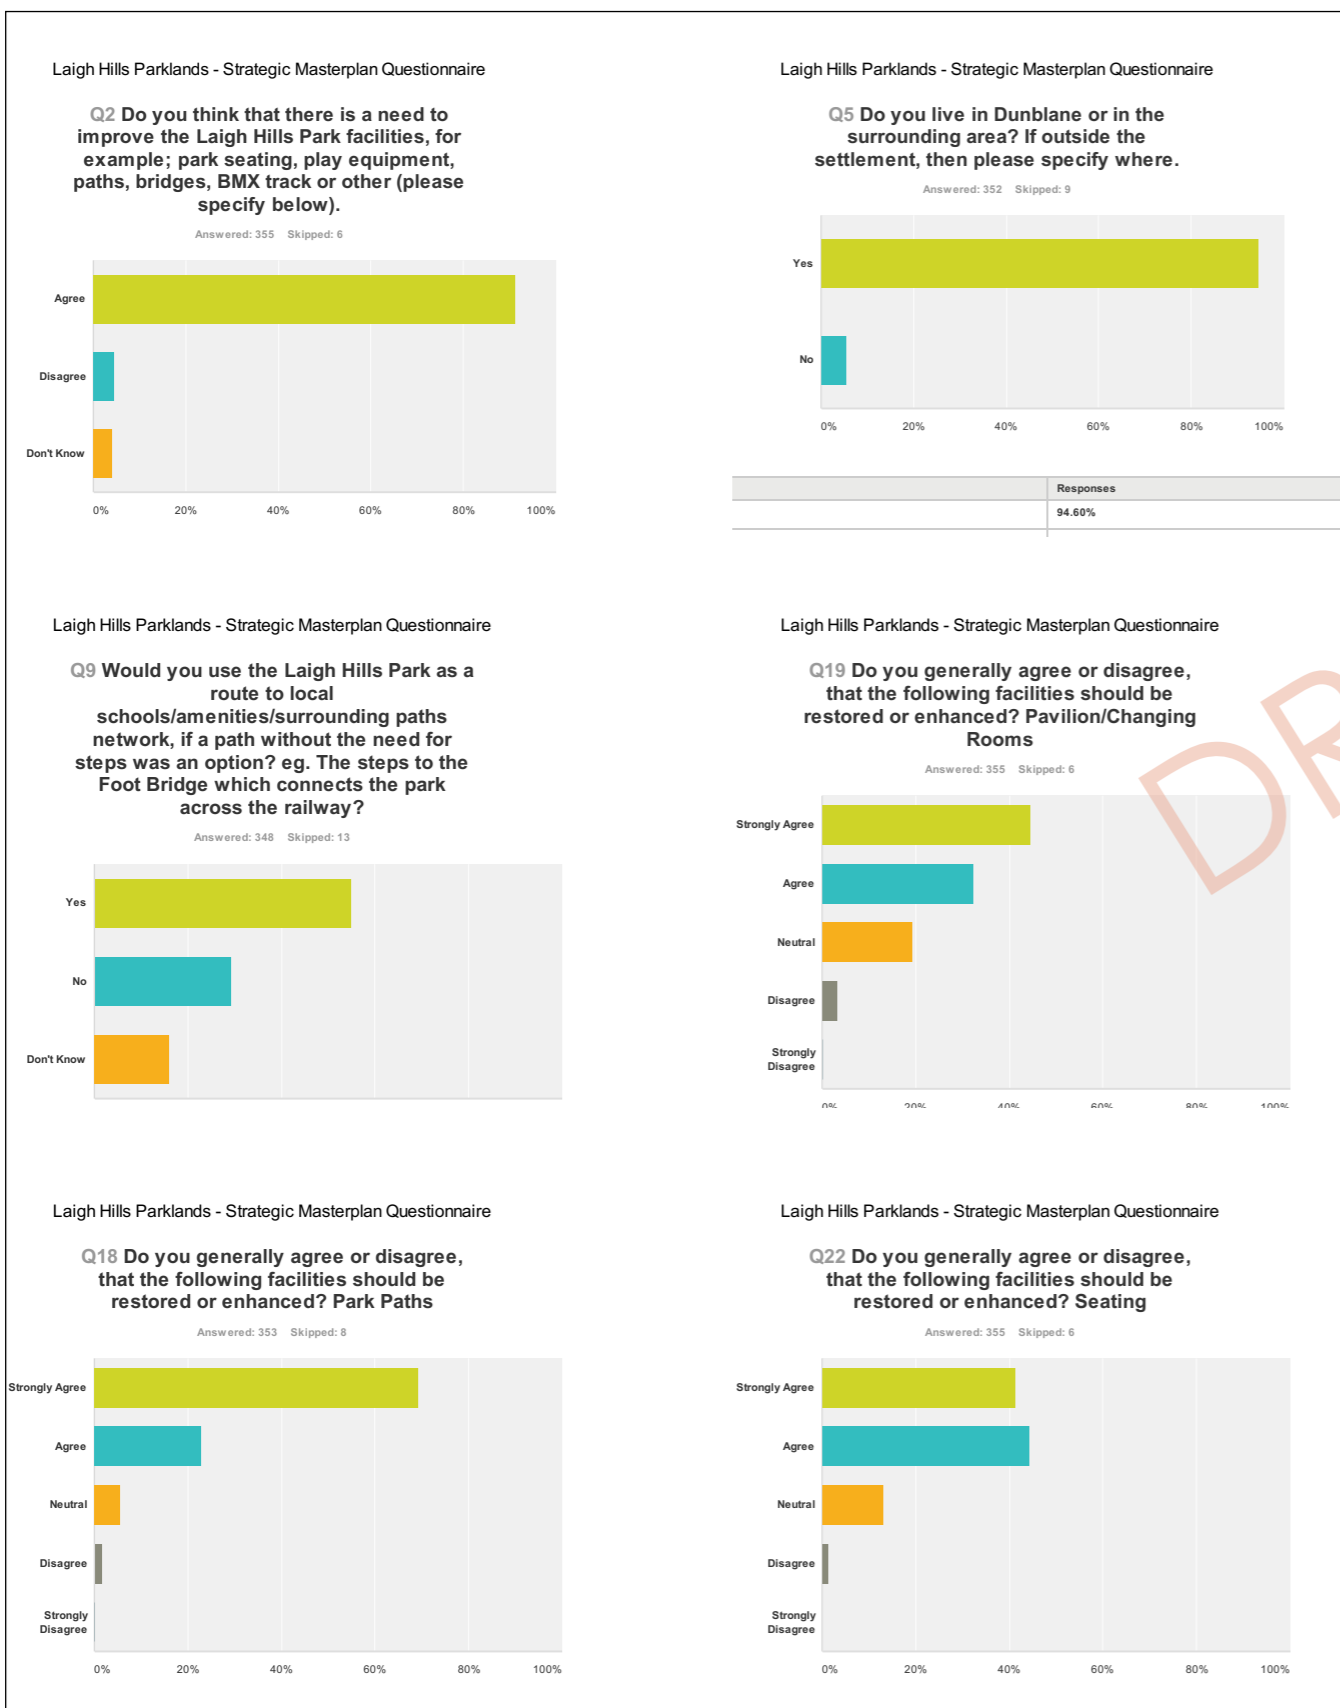 Laigh Hills Parklands - Strategic Masterplan Questionnaire
Q2 Do you think that there is a need to
improve the Laigh Hills Park facilities, for
example; park seating, play equipment,
paths, bridges, BMX track or other (please
specify below).
Answered: 355 Skipped: 6
Agree
Disagree
Don't Know
0% 20% 40% 60% 80% 100%
Laigh Hills Parklands - Strategic Masterplan Questionnaire
Q5 Do you live in Dunblane or in the
surrounding area? If outside the
settlement, then please specify where.
Answered: 352 Skipped: 9
Yes
No
0% 20% 40% 60% 80% 100%
Responses
94.60%
Laigh Hills Parklands - Strategic Masterplan Questionnaire
Q9 Would you use the Laigh Hills Park as a
route to local
schools/amenities/surrounding paths
network, if a path without the need for
steps was an option? eg. The steps to the
Foot Bridge which connects the park
across the railway?
Answered: 348 Skipped: 13
Yes
No
Don't Know
Laigh Hills Parklands - Strategic Masterplan Questionnaire
Q19 Do you generally agree or disagree,
that the following facilities should be
restored or enhanced? Pavilion/Changing
Rooms
Answered: 355 Skipped: 6
Strongly Agree
Agree
Neutral
Disagree
Strongly
Disagree
0% 20% 40% 60% 80% 100%
DR
Laigh Hills Parklands - Strategic Masterplan Questionnaire
Q18 Do you generally agree or disagree,
that the following facilities should be
restored or enhanced? Park Paths
Answered: 353 Skipped: 8
Strongly Agree
Agree
Neutral
Disagree
Strongly
Disagree
0% 20% 40% 60% 80% 100%
Laigh Hills Parklands - Strategic Masterplan Questionnaire
Q22 Do you generally agree or disagree,
that the following facilities should be
restored or enhanced? Seating
Answered: 355 Skipped: 6
Strongly Agree
Agree
Neutral
Disagree
Strongly
Disagree
0% 20% 40% 60% 80% 100%